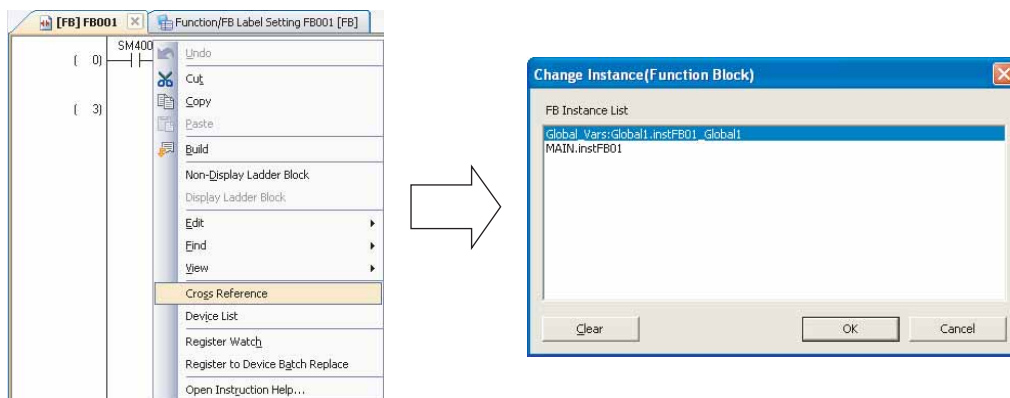 [FB] FB001
Function/FB Label Setting FB001 [FB]
( 0)
SM400
( 3)
Undo
Cut
Copy
Paste
Build
Non-Display Ladder Block
Display Ladder Block
Edit
Find
View
Cross Reference
Device List
Register Watch
Register to Device Batch Replace
Open Instruction Help...
Change Instance(Function Block)
FB Instance List
Global_Vars:Global1.instFB01_Global1
MAIN.instFB01
Clear
OK
Cancel